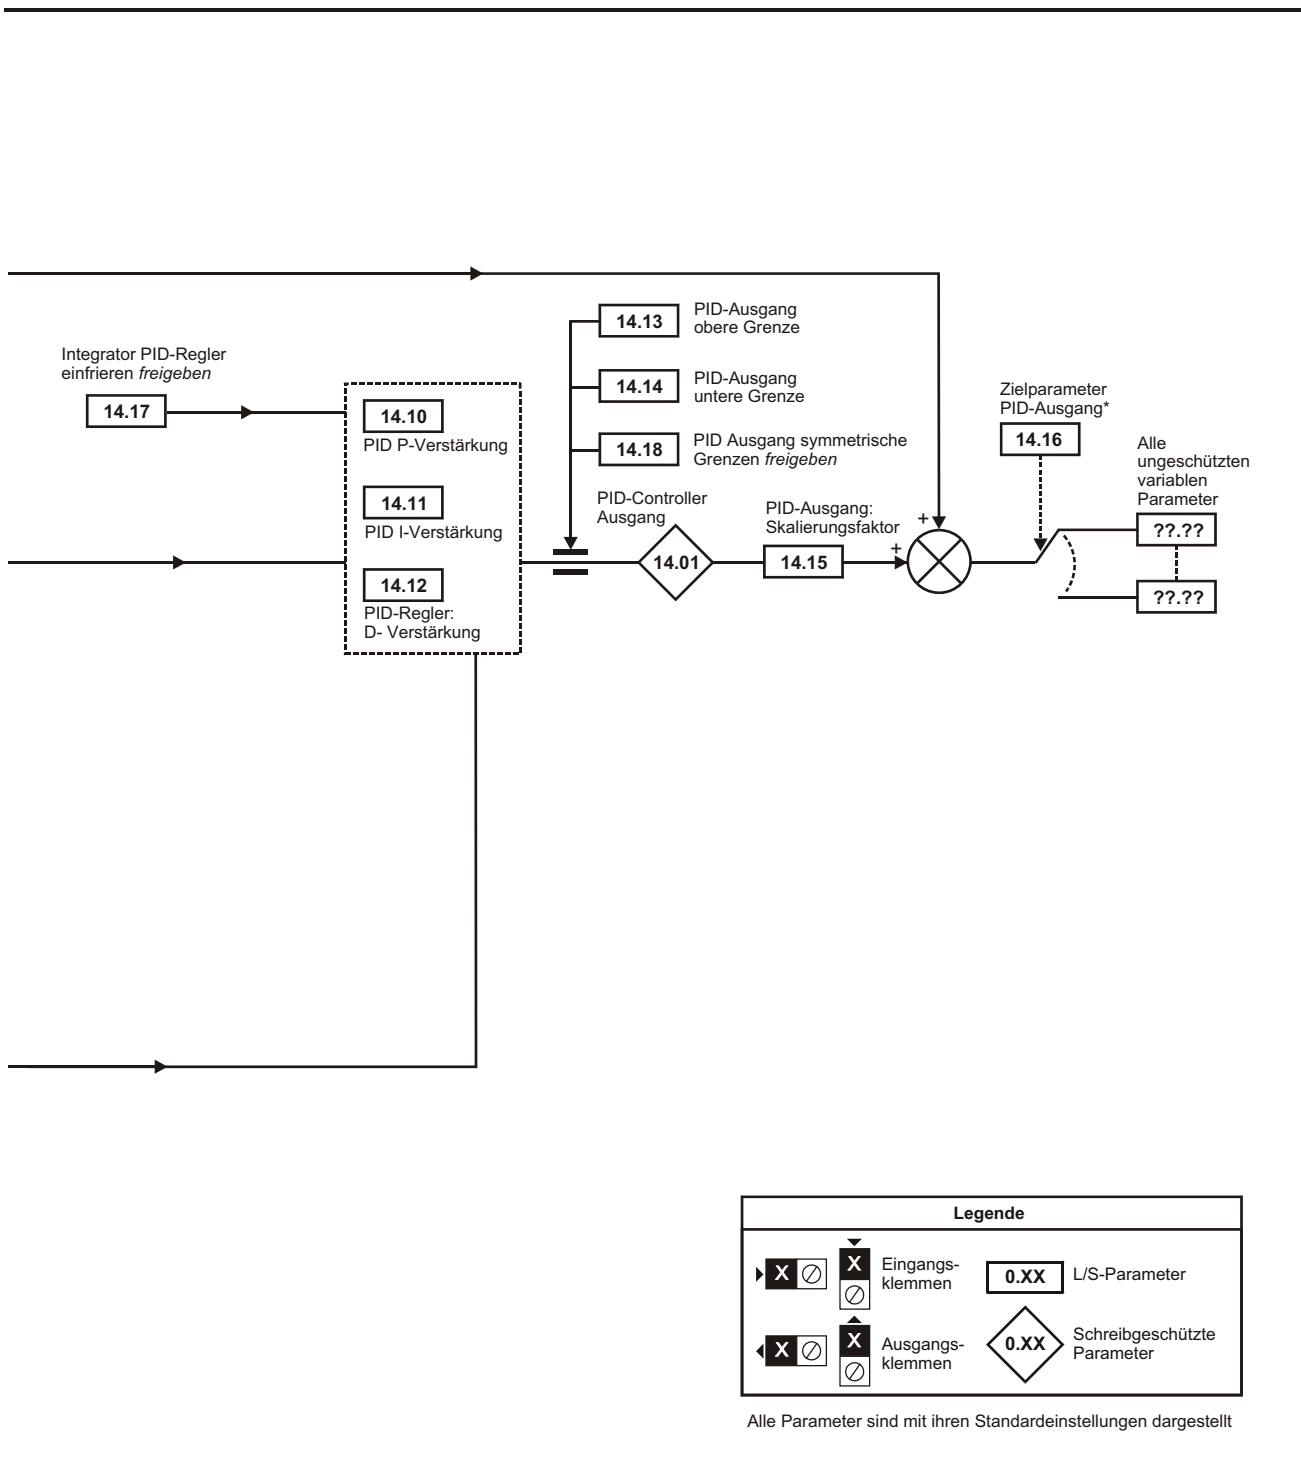 14.13
PID-Ausgang
obere Grenze
Integrator PID-Regler
einfrieren freigeben
14.17
14.14
PID-Ausgang
untere Grenze
14.10
PID P-Verstärkung
14.18
PID Ausgang symmetrische
Grenzen freigeben
Zielparameter
PID-Ausgang*
14.16
Alle
ungeschützten
variablen
Parameter
14.11
PID I-Verstärkung
PID-Controller
Ausgang
14.01
PID-Ausgang:
Skalierungsfaktor
14.15
+
+
??.??
??.??
14.12
PID-Regler:
D- Verstärkung
Legende
X
X
Eingangs-
klemmen
0.XX
L/S-Parameter
X
X
Ausgangs-
klemmen
0.XX
Schreibgeschützte
Parameter
Alle Parameter sind mit ihren Standardeinstellungen dargestellt